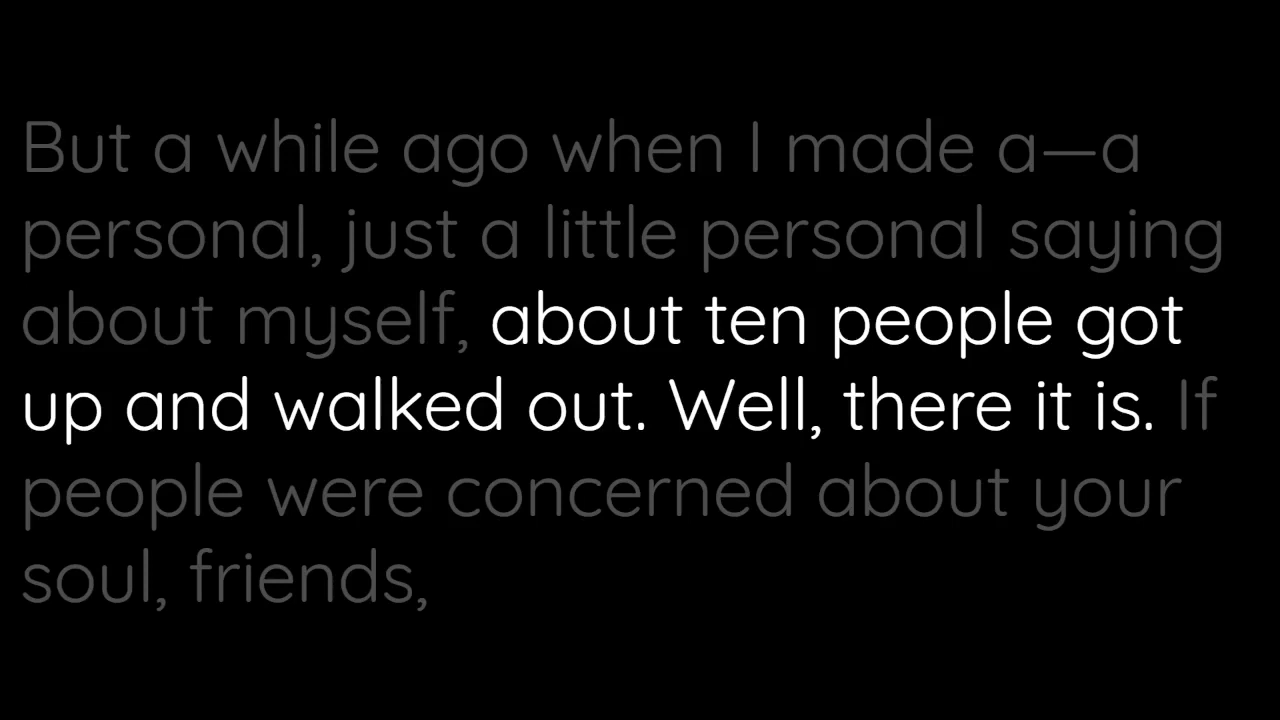 But a while ago when I made a—a
personal, just a little personal saying
about myself, about ten people got
up and walked out. Well, there it is. If
people were concerned about your
soul, friends,